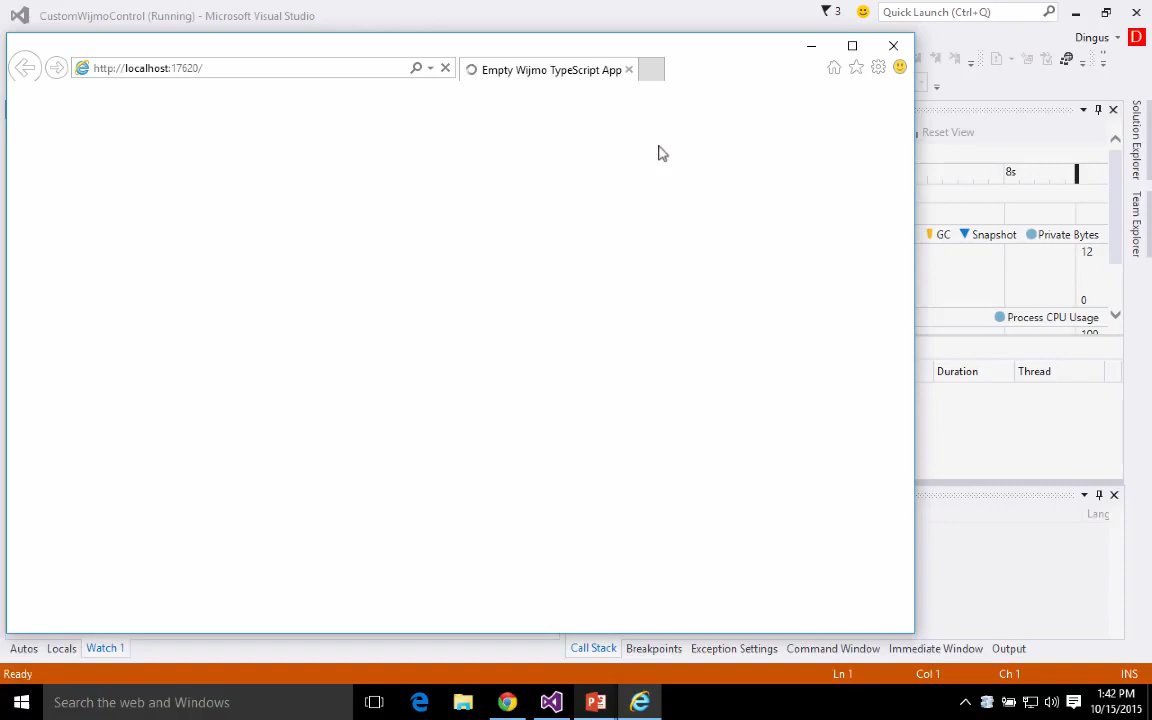 CustomWijmoControl (Running) - Microsoft Visual Studio
3
Quick Launch (Ctrl+Q)
Dingus
D
http://localhost:17620/
Empty Wijmo TypeScript App
Reset View
8s
GC
Snapshot
Private Bytes
12
0
Process CPU Usage
100
Duration
Thread
Lang
Solution Explorer
Team Explorer
Autos
Locals
Watch 1
Call Stack
Breakpoints
Exception Settings
Command Window
Immediate Window
Output
Ready
Ln 1
Col 1
Ch 1
INS
Search the web and Windows
1:42 PM
10/15/2015